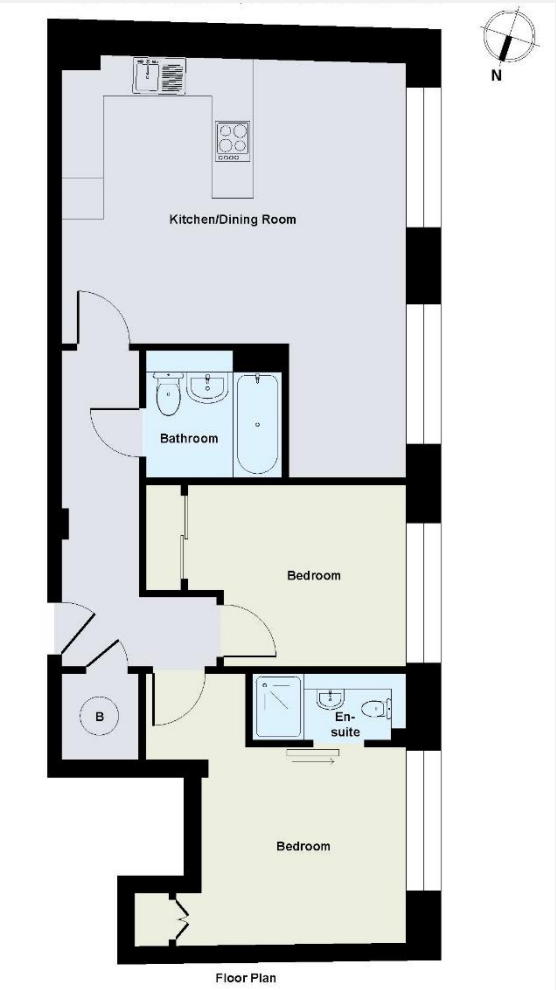 N
Kitchen/Dining Room
Bathroom
Bedroom
B
En-
suite
Bedroom
Floor Plan